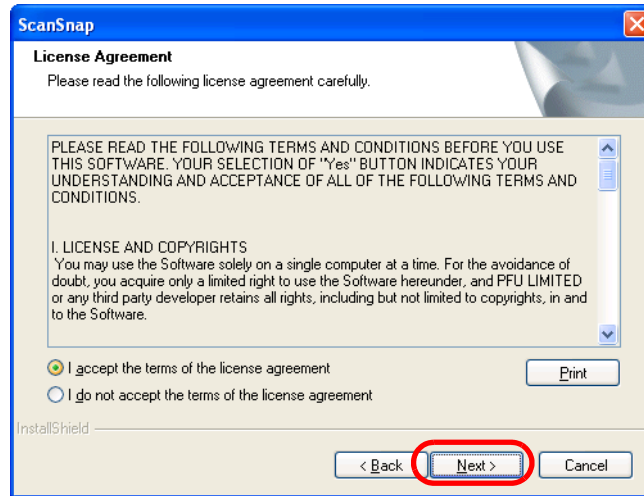 ScanSnap
License Agreement
Please read the following license agreement carefully.
PLEASE READ THE FOLLOWING TERMS AND CONDITIONS BEFORE YOU USE
THIS SOFTWARE. YOUR SELECTION OF "Yes" BUTTON INDICATES YOUR
UNDERSTANDING AND ACCEPTANCE OF ALL OF THE FOLLOWING TERMS AND
CONDITIONS.
I. LICENSE AND COPYRIGHTS
You may use the Software solely on a single computer at a time. For the avoidance of
doubt, you acquire only a limited right to use the Software hereunder, and PFU LIMITED
or any third party developer retains all rights, including but not limited to copyrights, in and
to the Software.
I accept the terms of the license agreement
Print
I do not accept the terms of the license agreement
InstallShield
< Back
Next >
Cancel